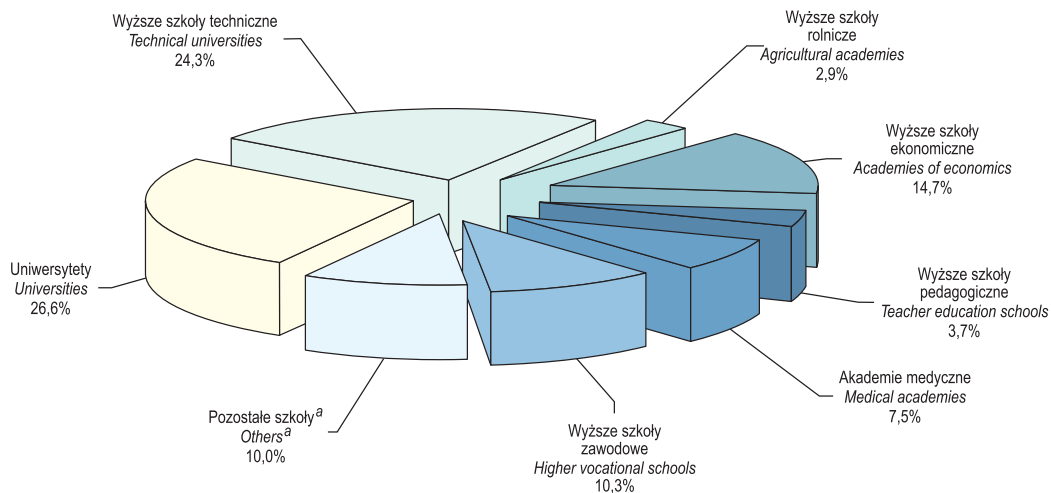 Wyższe szkoły techniczne
Technical universities
24,3%
Wyższe szkoły
rolnicze
Agricultural academies
2,9%
Wyższe szkoły
ekonomiczne
Academies of economics
14,7%
Wyższe szkoły
pedagogiczne
Teacher education schools
3,7%
Akademie medyczne
Medical academies
7,5%
Wyższe szkoły
zawodowe
Higher vocational schools
10,3%
Pozostałe szkoły a
Others a
10,0%
Uniwersytety
Universities
26,6%